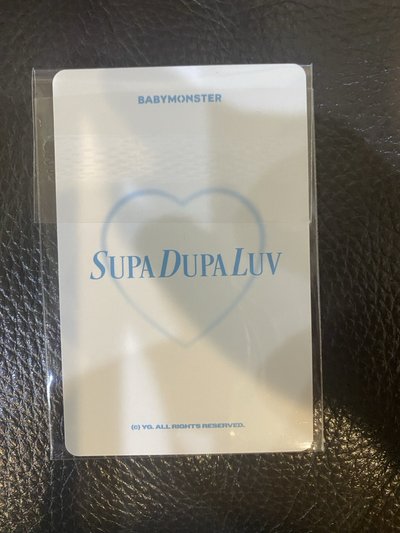 BABYMONSTER
SUPA DUPA LUV
(C) YG. ALL RIGHTS RESERVED.